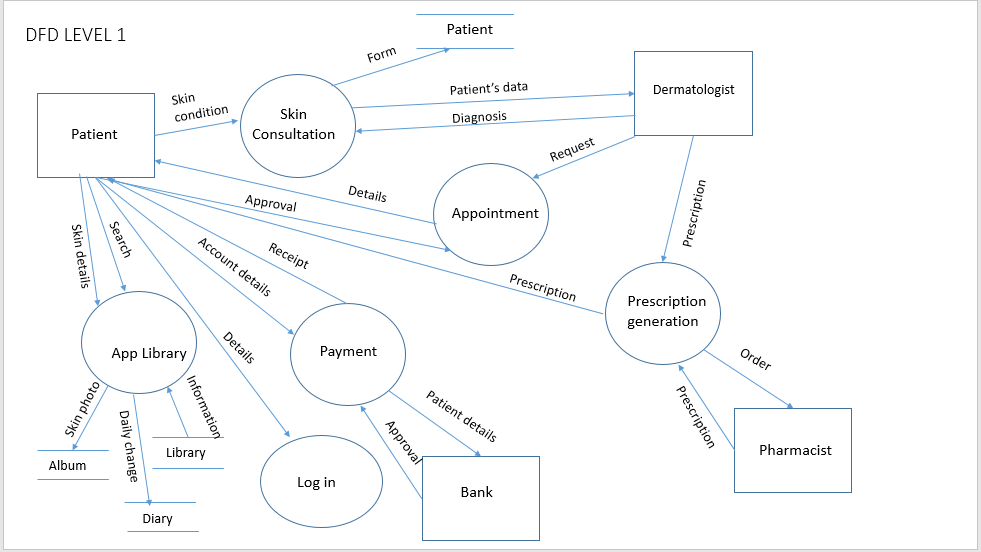 DFD LEVEL 1
Patient
Form
Patient
Skin
condition
Skin
Consultation
Patient's data
Diagnosis
Dermatologist
Request
Prescription
Details
Appointment
Approval
Skin details
Search
Account details
Receipt
Prescription
Prescription
generation
App Library
Payment
Details
Order
Skin photo
Daily change
Information
Patient details
Prescription
Approval
Pharmacist
Album
Library
Log in
Bank
Diary